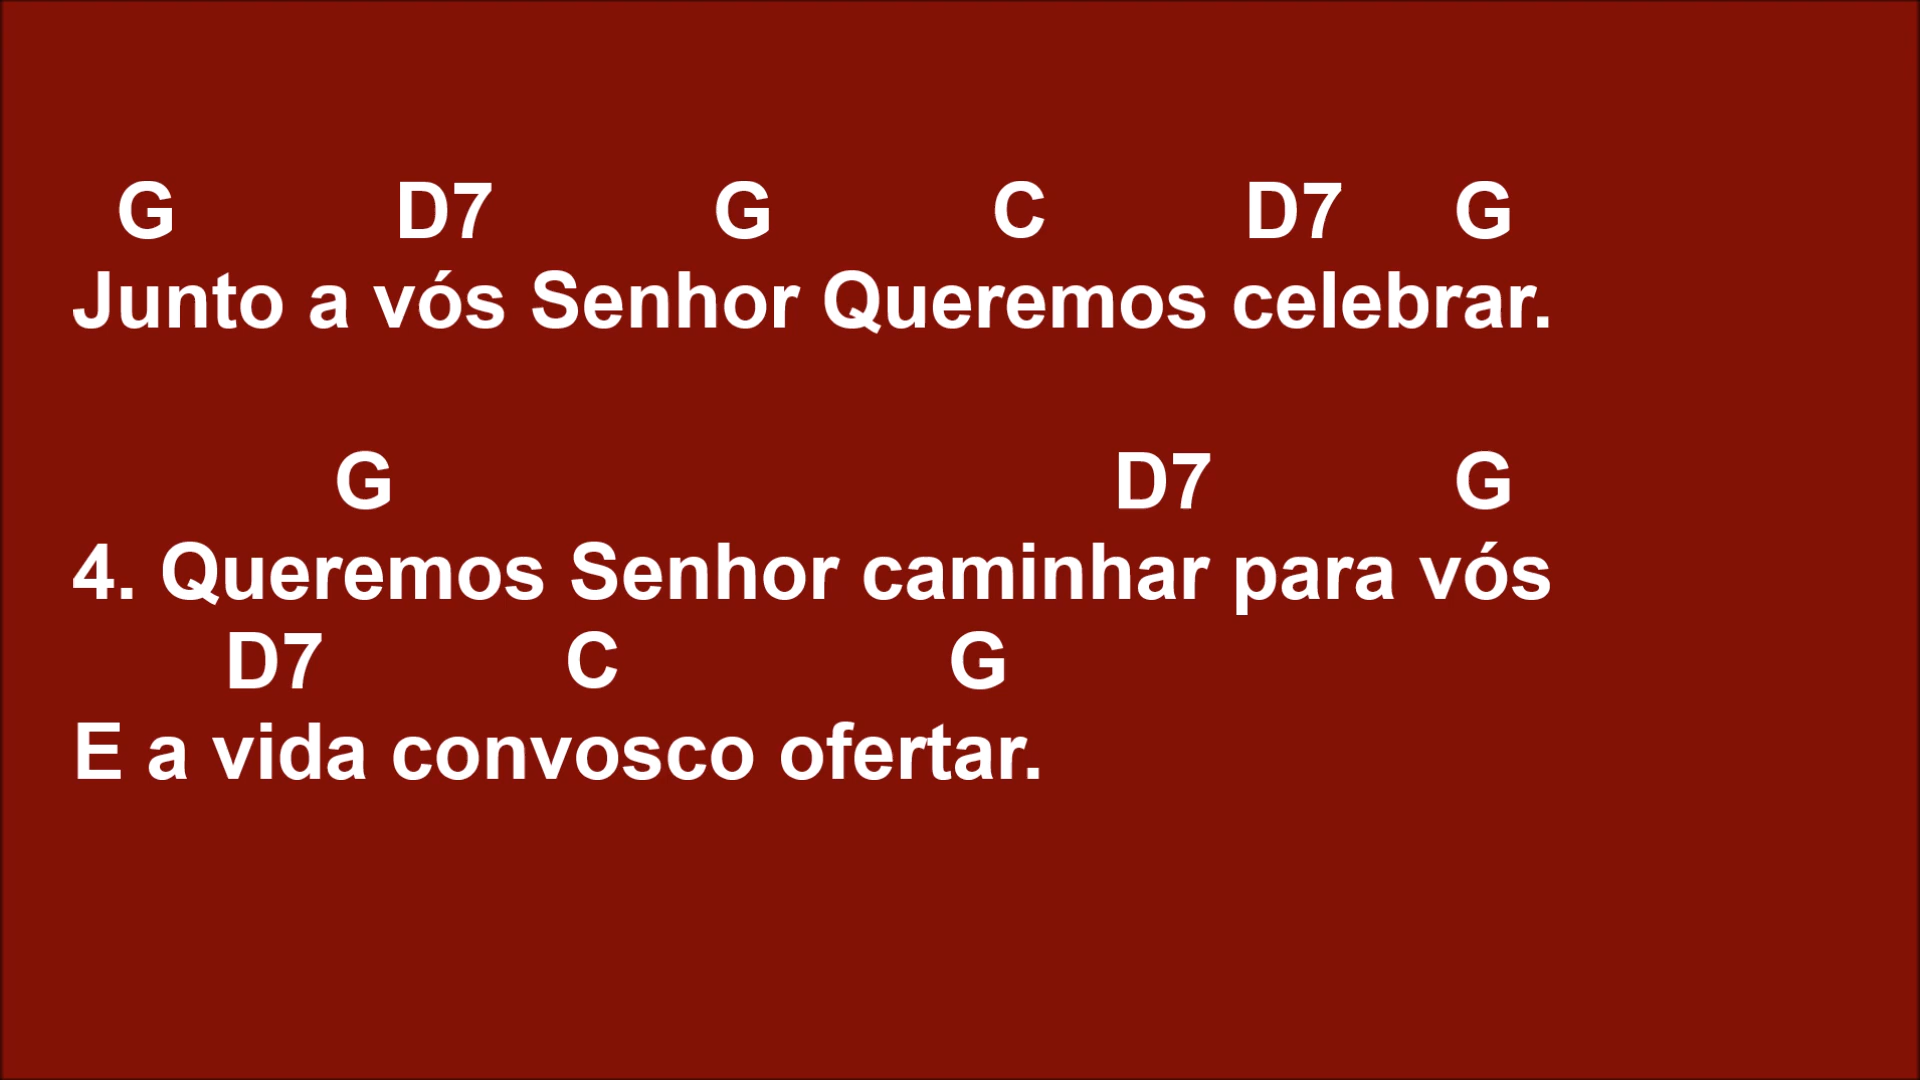 G D7 G C D7 G
Junto a vós Senhor Queremos celebrar.
G D7 G
4. Queremos Senhor caminhar para vós
D7 C G
E a vida convosco ofertar.